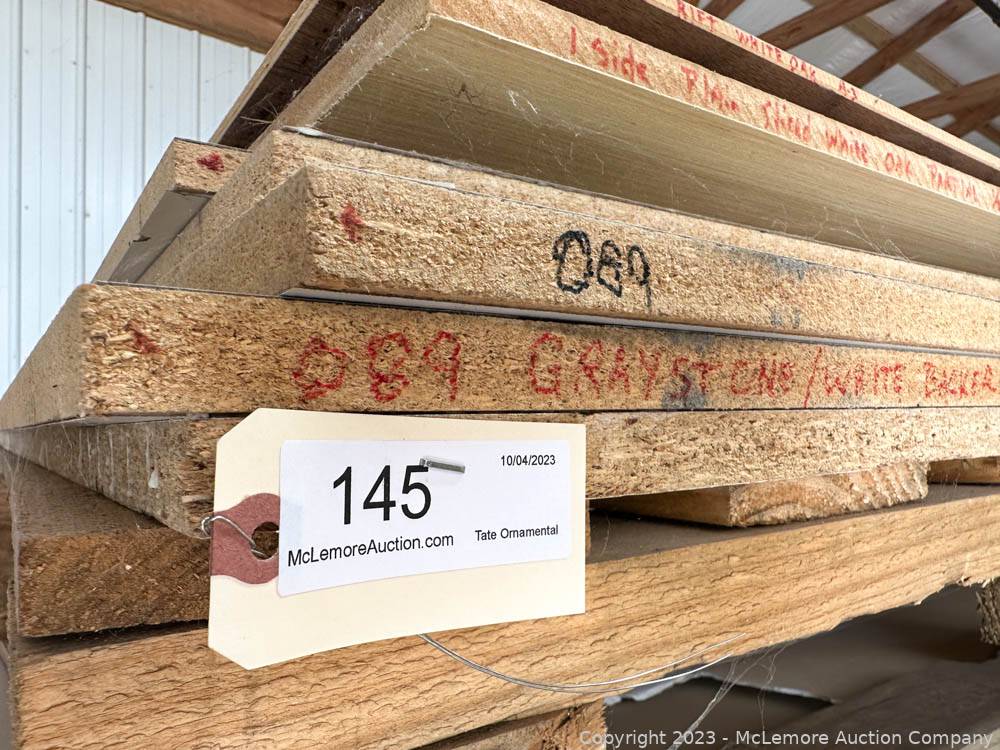 RIFT WHITE OAK
1 Side Plain Sliced White OAK PARTICLE
089
089 GRAYSTONE/WHITE BACKER
145
10/04/2023
McLemoreAuction.com
Tate Ornamental
Copyright 2023 - McLemore Auction Company